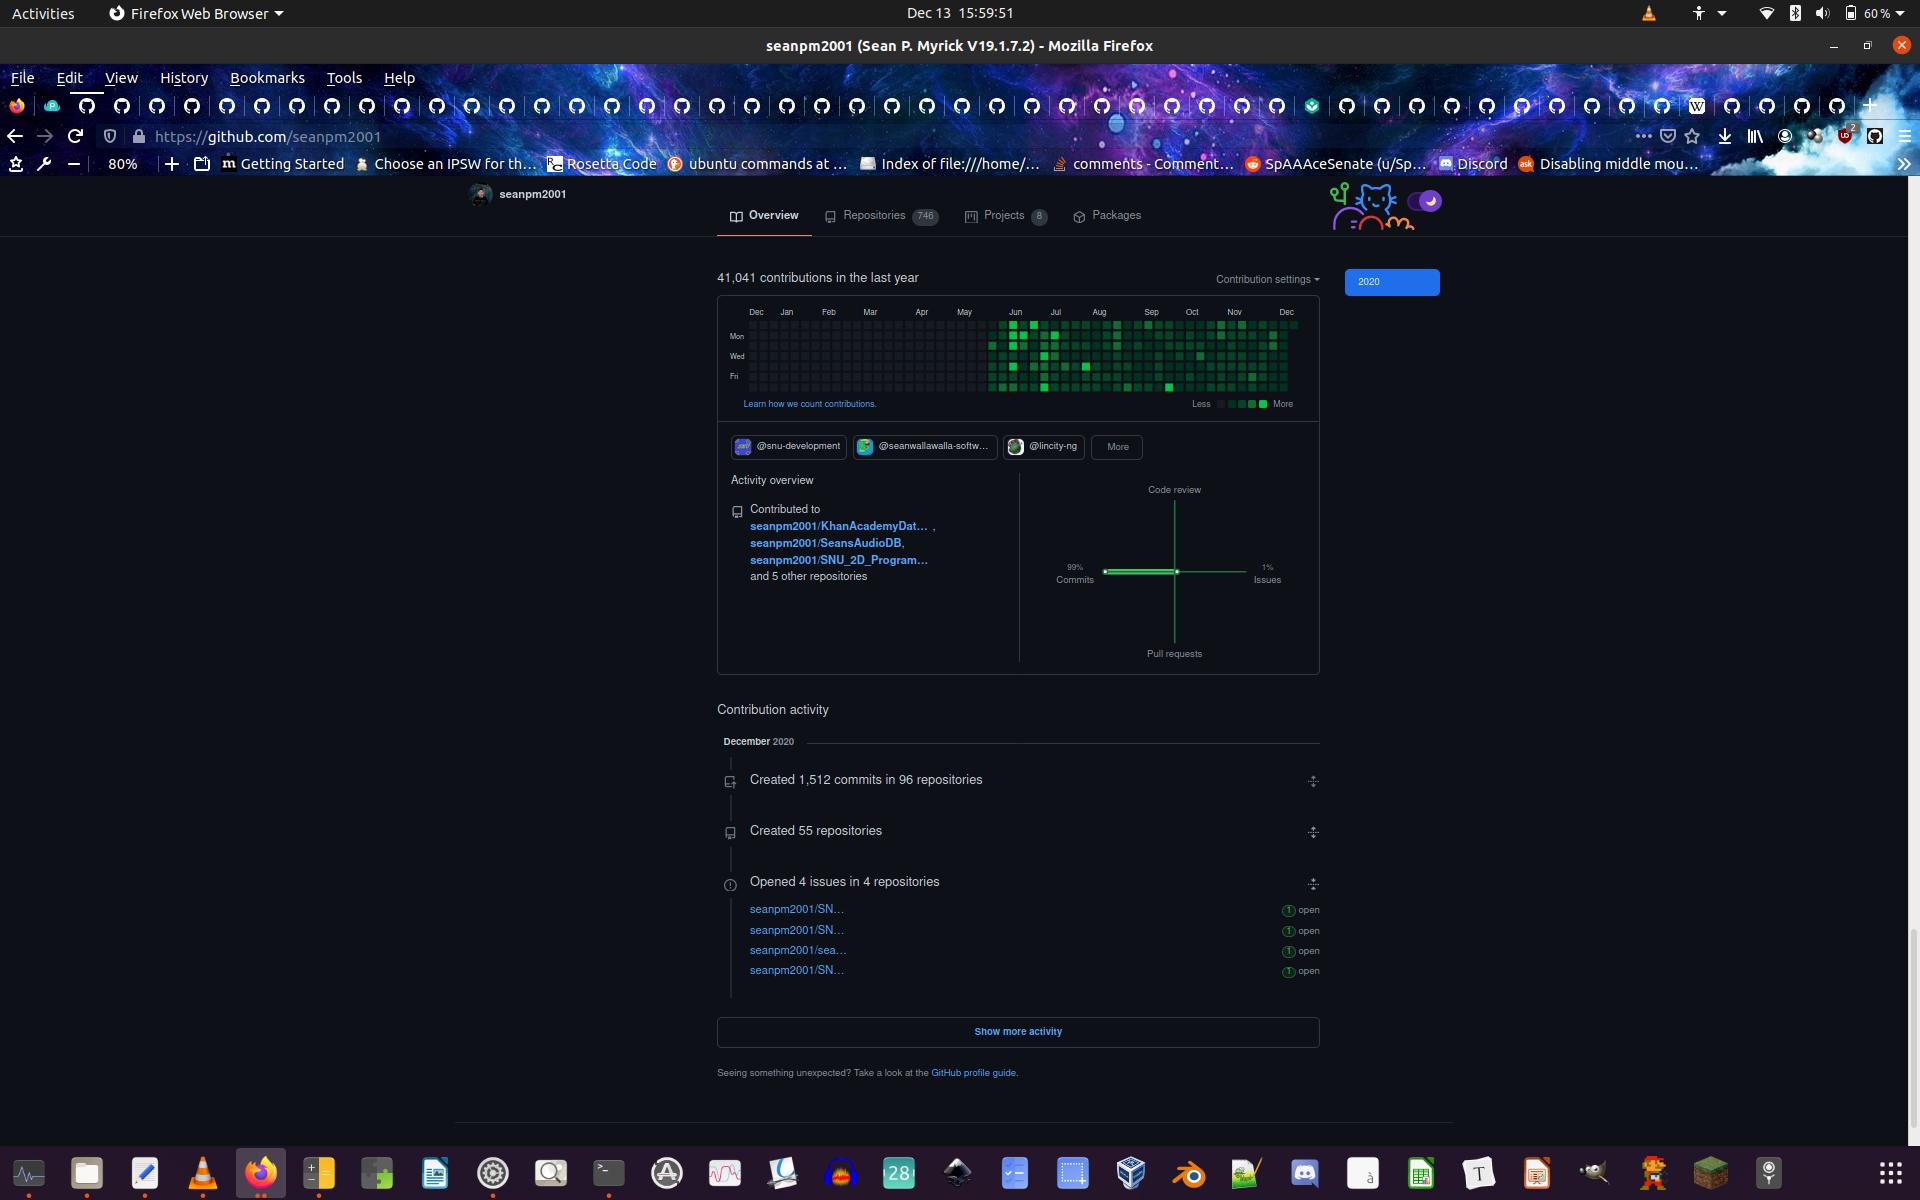 Activities Firefox Web Browser Dec 13 15:59:51 60 %
seanpm2001 (Sean P. Myrick V19.1.7.2) - Mozilla Firefox
File Edit View History Bookmarks Tools Help
https://github.com/seanpm2001 2
80% Getting Started Choose an IPSW for th… Rosetta Code ubuntu commands at … Index of file:///home/… comments - Comment… SpAAAceSenate (u/Sp… Discord Disabling middle mou…
seanpm2001
Overview Repositories 746 Projects 8 Packages
41,041 contributions in the last year Contribution settings 2020
Dec Jan Feb Mar Apr May Jun Jul Aug Sep Oct Nov Dec
Mon
Wed
Fri
Learn how we count contributions. Less More
@snu-development @seanwallawalla-softw… @lincity-ng More
Activity overview
Code review
Contributed to
seanpm2001/KhanAcademyDat… ,
seanpm2001/SeansAudioDB,
seanpm2001/SNU_2D_Program…
and 5 other repositories
99% 1%
Commits Issues
Pull requests
Contribution activity
December 2020
Created 1,512 commits in 96 repositories
Created 55 repositories
Opened 4 issues in 4 repositories
seanpm2001/SN… 1 open
seanpm2001/SN… 1 open
seanpm2001/sea… 1 open
seanpm2001/SN… 1 open
Show more activity
Seeing something unexpected? Take a look at the GitHub profile guide.
28